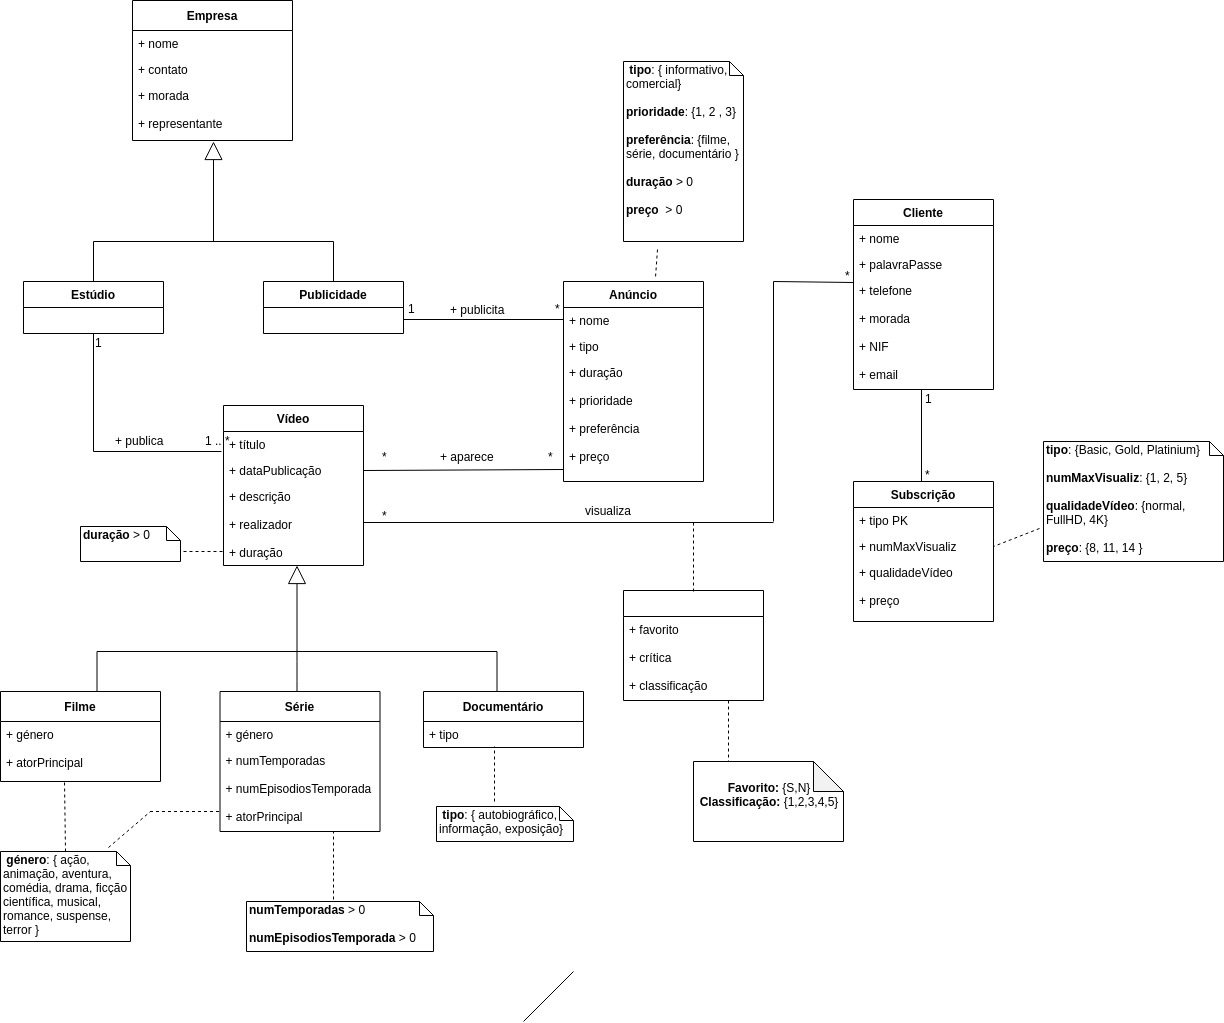 Empresa
+ nome
+ contato
+ morada
+ representante
tipo: { informativo,
comercial}
prioridade: {1, 2 , 3}
preferência: {filme,
série, documentário }
duração > 0
preço  > 0
Cliente
+ nome
+ palavraPasse
+ telefone
+ morada
+ NIF
+ email
Estúdio
Publicidade
1
+ publicita
*
Anúncio
+ nome
+ tipo
+ duração
+ prioridade
+ preferência
+ preço
*
1
+ publica
1 .. *
Vídeo
+ título
+ dataPublicação
+ descrição
+ realizador
+ duração
*
+ aparece
*
*
visualiza
1
*
Subscrição
+ tipo PK
+ numMaxVisualiz
+ qualidadeVídeo
+ preço
tipo: {Basic, Gold, Platinium}
numMaxVisualiz: {1, 2, 5}
qualidadeVídeo: {normal,
FullHD, 4K}
preço: {8, 11, 14 }
duração > 0
+ favorito
+ crítica
+ classificação
Filme
+ género
+ atorPrincipal
Série
+ género
+ numTemporadas
+ numEpisodiosTemporada
+ atorPrincipal
Documentário
+ tipo
Favorito: {S,N}
Classificação: {1,2,3,4,5}
tipo: { autobiográfico,
informação, exposição}
género: { ação,
animação, aventura,
comédia, drama, ficção
científica, musical,
romance, suspense,
terror }
numTemporadas > 0
numEpisodiosTemporada > 0